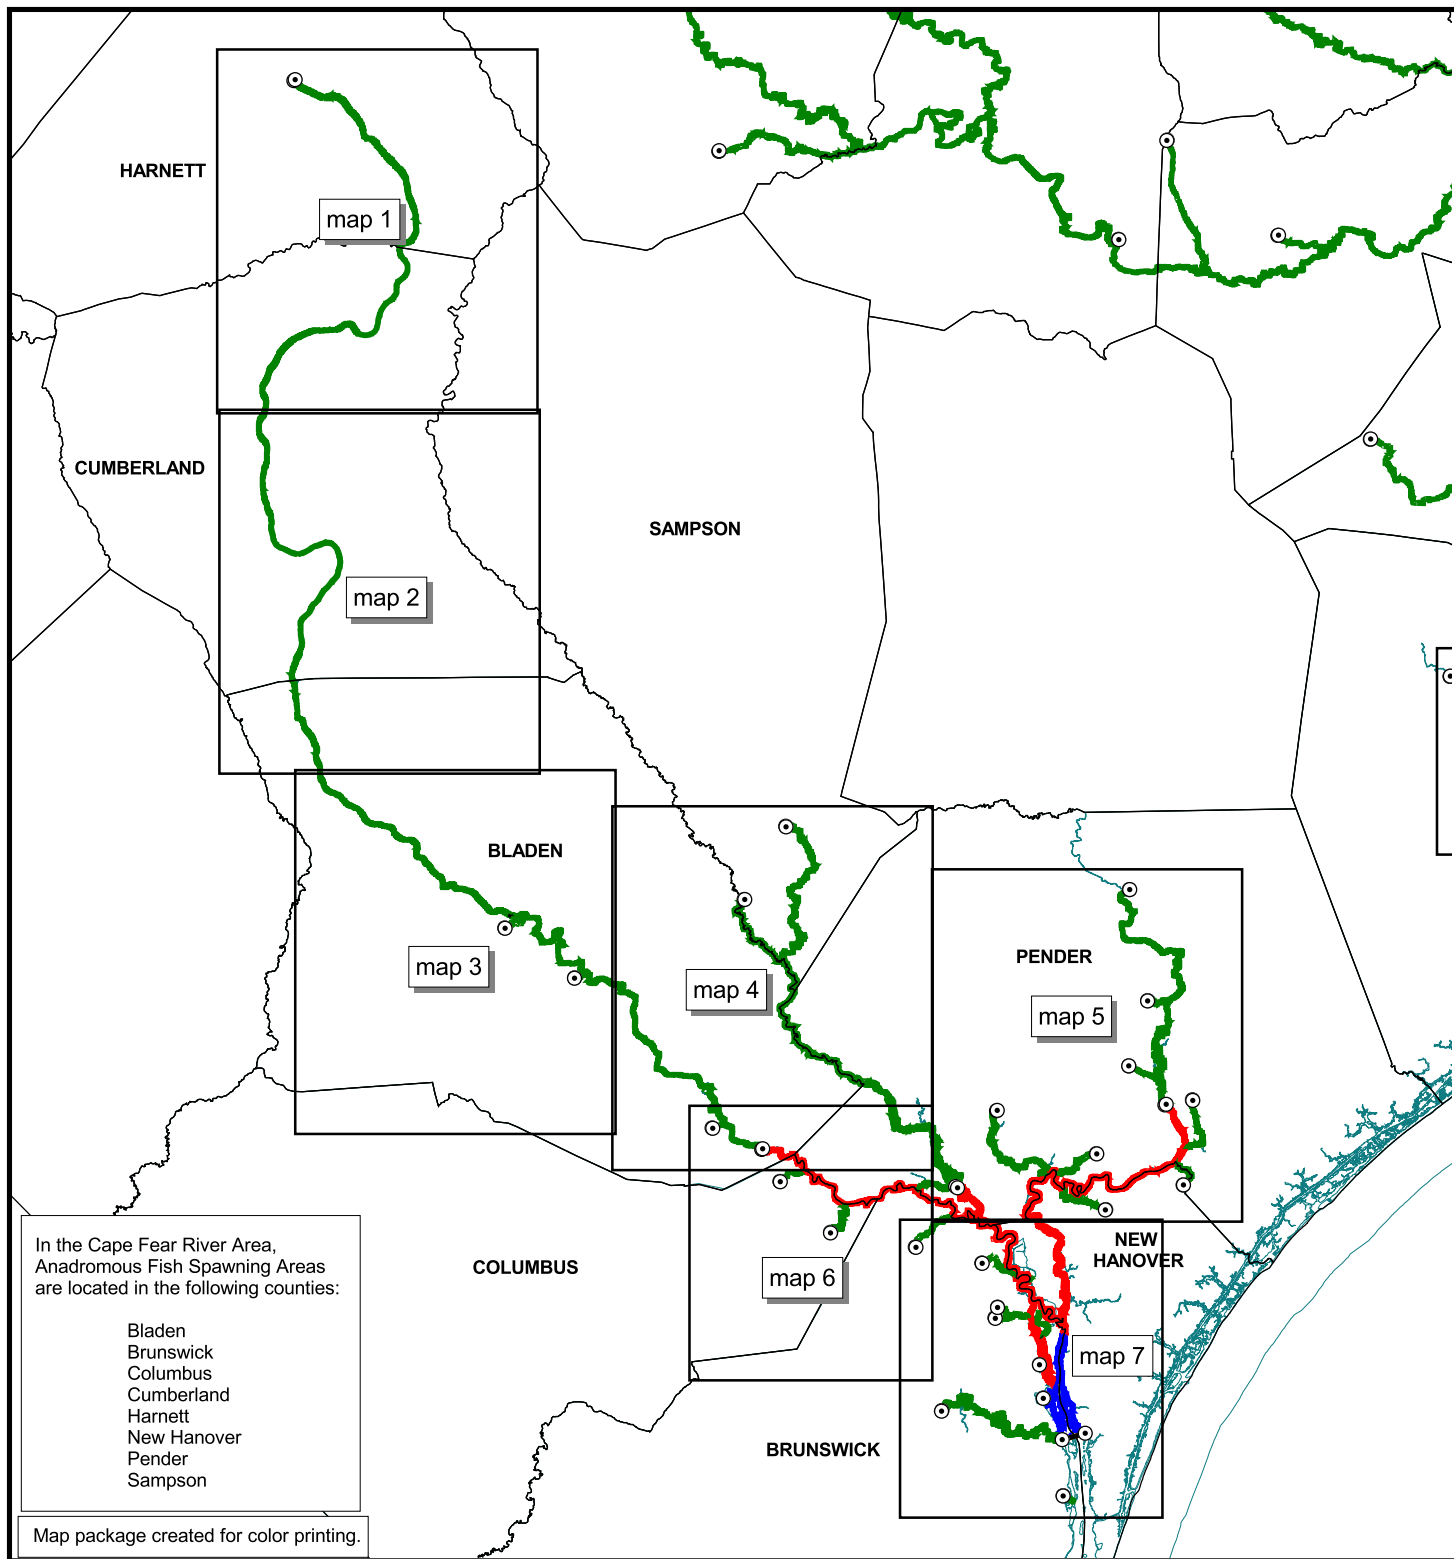 HARNETT
map 1
CUMBERLAND
SAMPSON
map 2
BLADEN
map 3
map 4
PENDER
map 5
NEW
HANOVER
COLUMBUS
map 6
map 7
BRUNSWICK
In the Cape Fear River Area,
Anadromous Fish Spawning Areas
are located in the following counties:
Bladen
Brunswick
Columbus
Cumberland
Harnett
New Hanover
Pender
Sampson
Map package created for color printing.